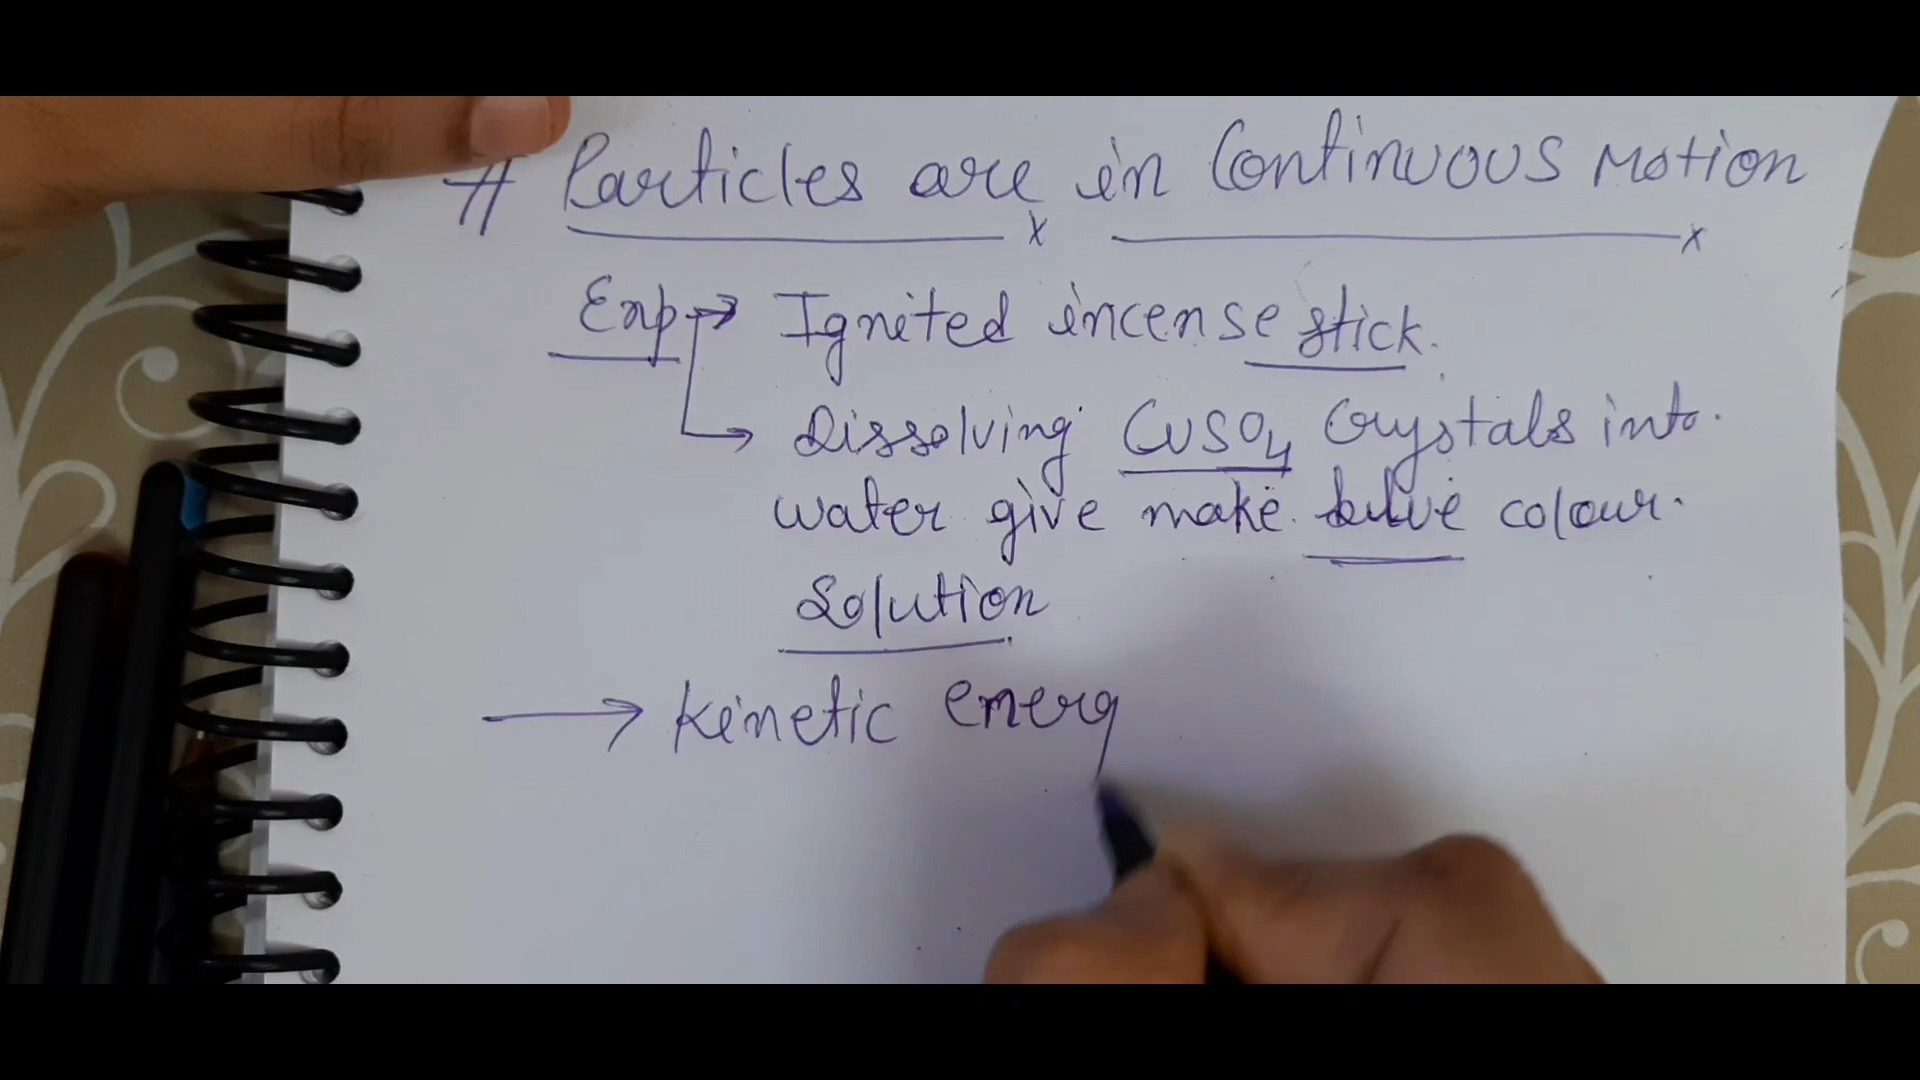 # Particles are in Continuous Motion
Exp → Ignited incense stick.
→ Dissolving CuSO4 Crystals into.
water give make blue colour.
Solution
→ Kinetic energ